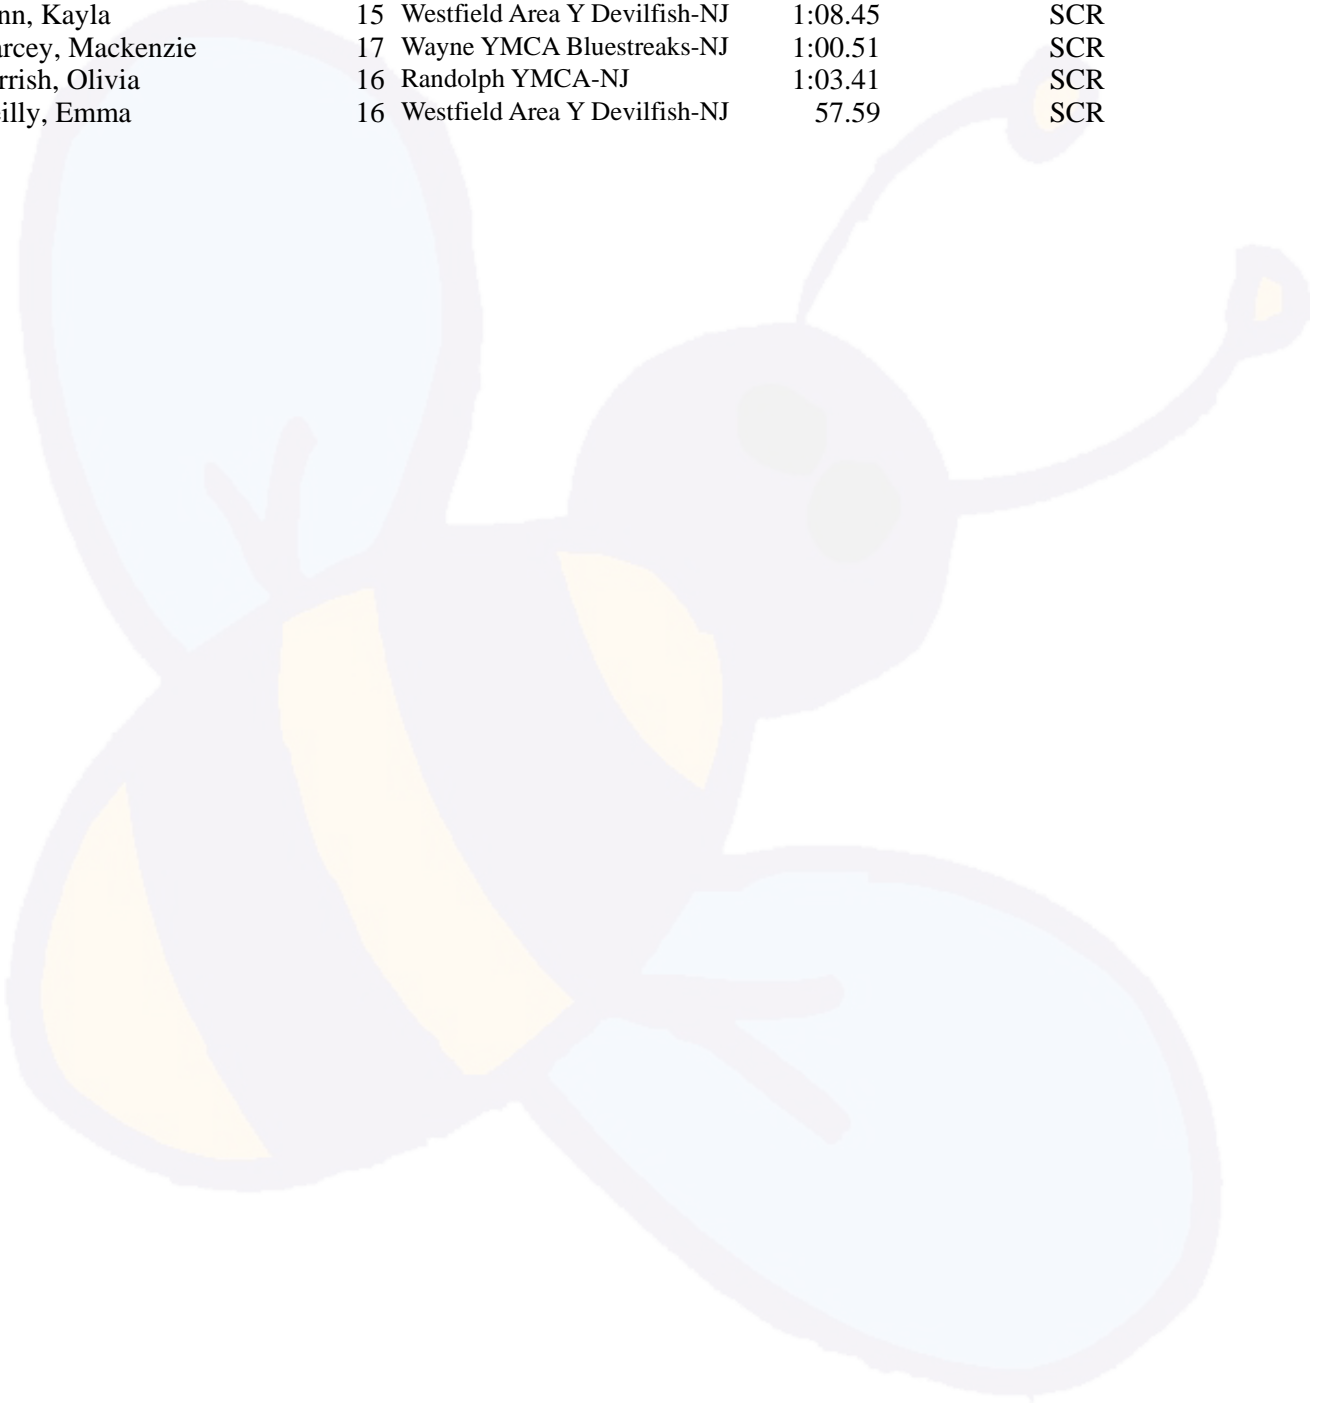 nn, Kayla 15 Westfield Area Y Devilfish-NJ 1:08.45 SCR
arcey, Mackenzie 17 Wayne YMCA Bluestreaks-NJ 1:00.51 SCR
rrish, Olivia 16 Randolph YMCA-NJ 1:03.41 SCR
illy, Emma 16 Westfield Area Y Devilfish-NJ 57.59 SCR